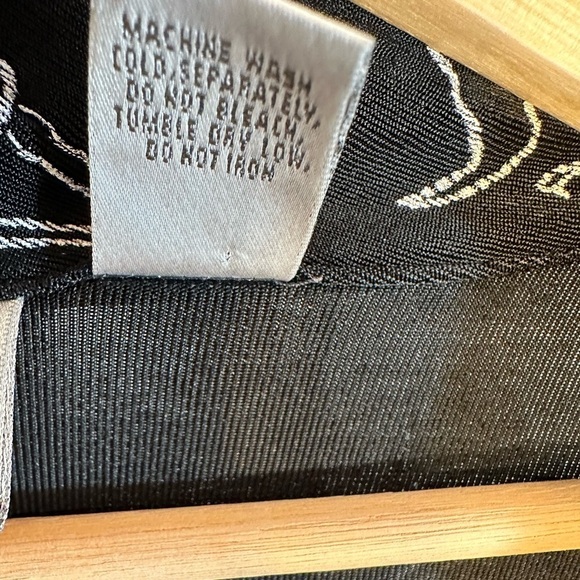 MACHINE WASH
COLD/SEPARATELY.
DO NOT BLEACH.
TUMBLE DRY LOW.
DO NOT IRON